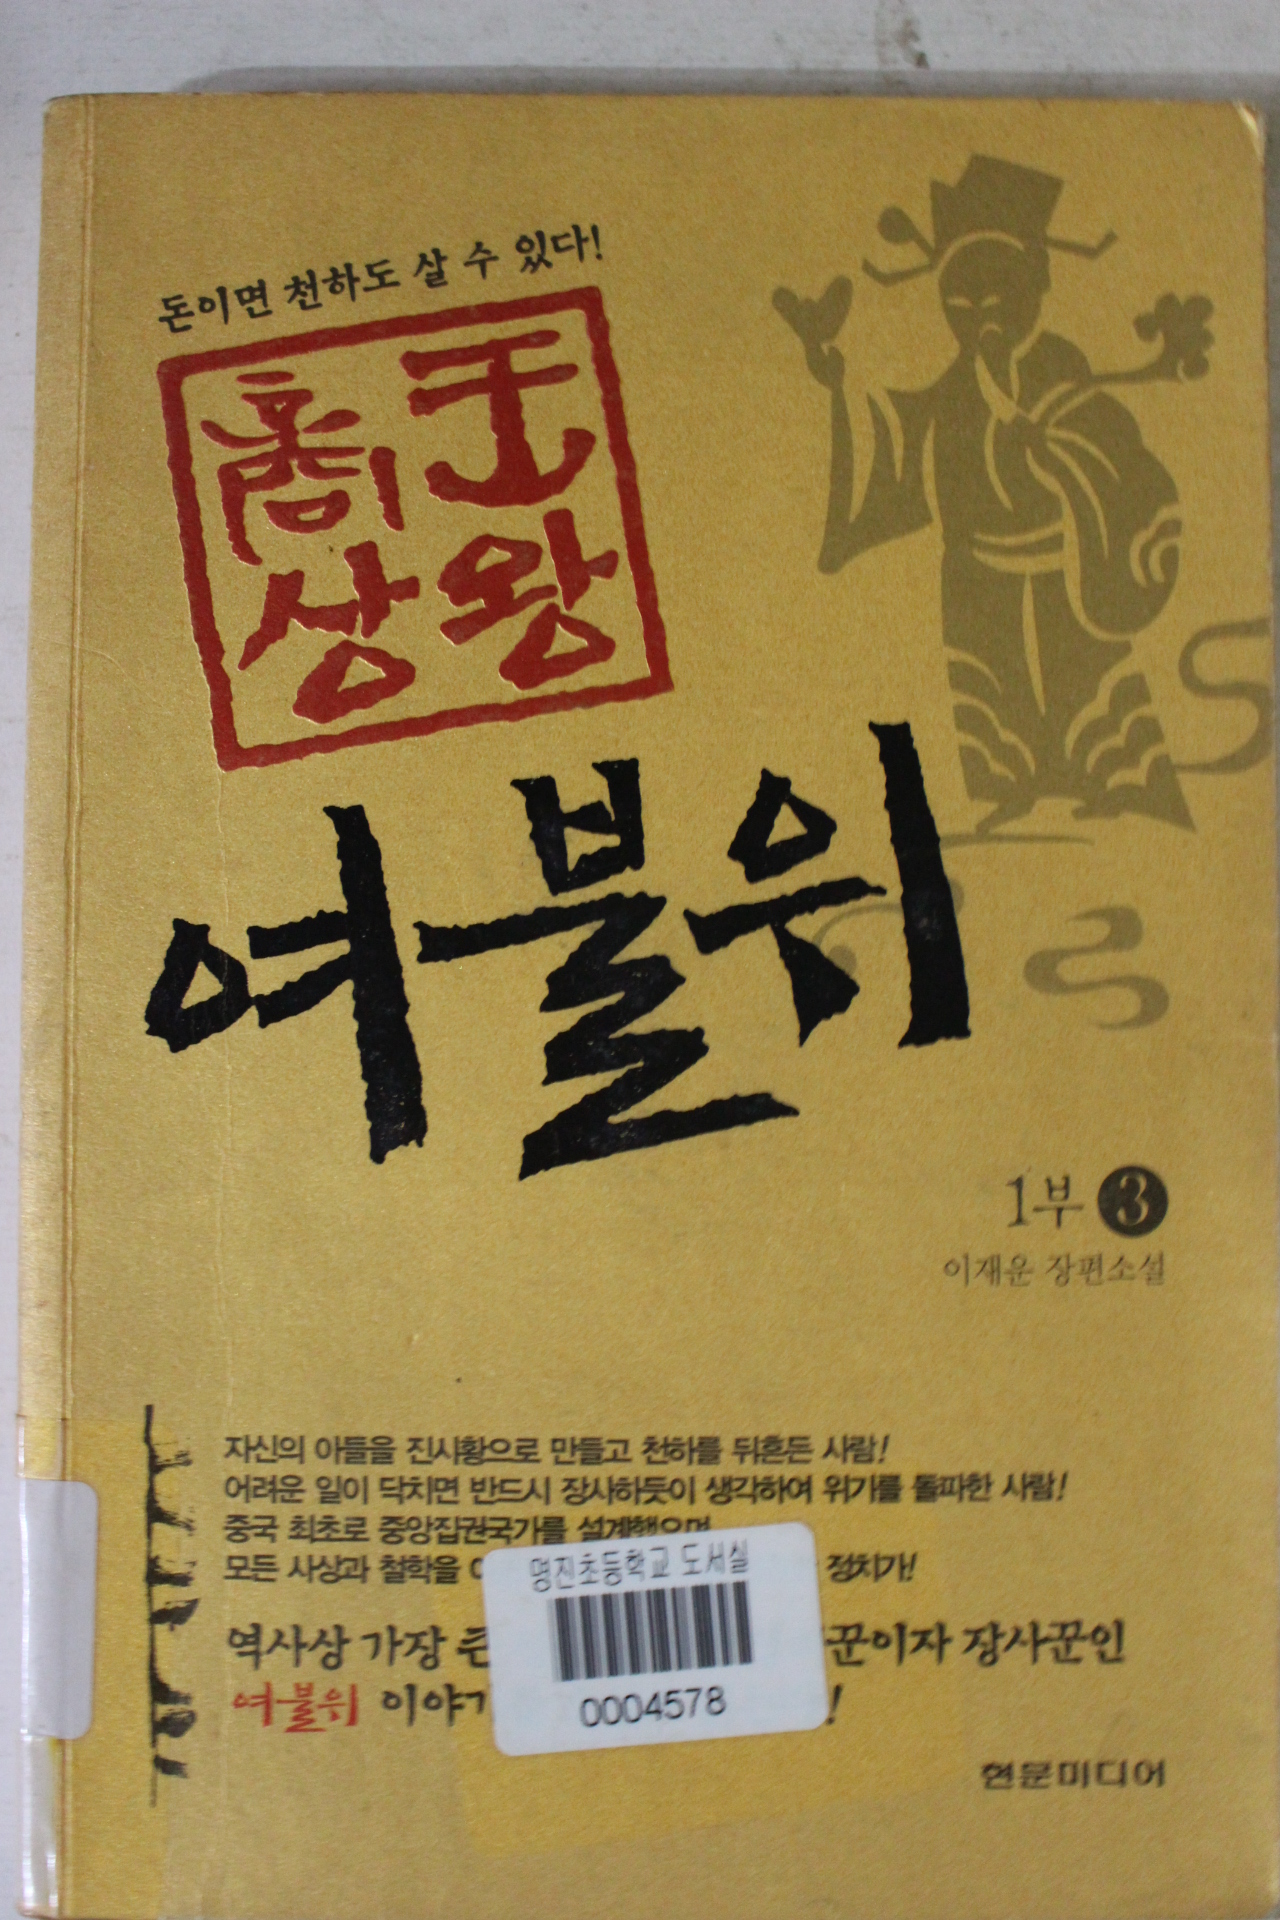 돈이면 천하도 살 수 있다!
商王
상왕
여불위
1부 3
이재운 장편소설
자신의 아들을 진시황으로 만들고 천하를 뒤흔든 사람!
어려운 일이 닥치면 반드시 장사하듯이 생각하여 위기를 돌파한 사람!
중국 최초로 중앙집권국가를 설계했으며
모든 사상과 철학을 정치가!
역사상 가장 큰 꾼이자 장사꾼인
여불위 이야기 !
명진초등학교 도서실
0004578
현문미디어